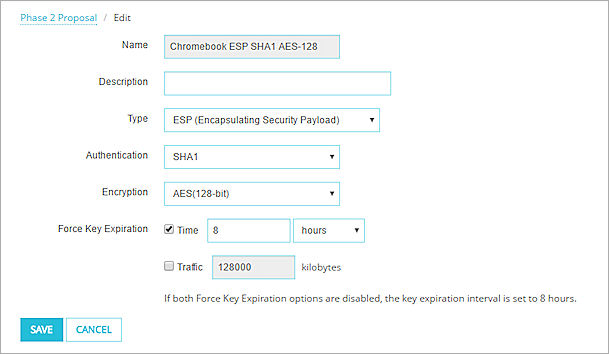 Phase 2 Proposal / Edit
Name Chromebook ESP SHA1 AES-128
Description
Type ESP (Encapsulating Security Payload)
Authentication SHA1
Encryption AES(128-bit)
Force Key Expiration Time 8 hours
Traffic 128000 kilobytes
If both Force Key Expiration options are disabled, the key expiration interval is set to 8 hours.
SAVE CANCEL